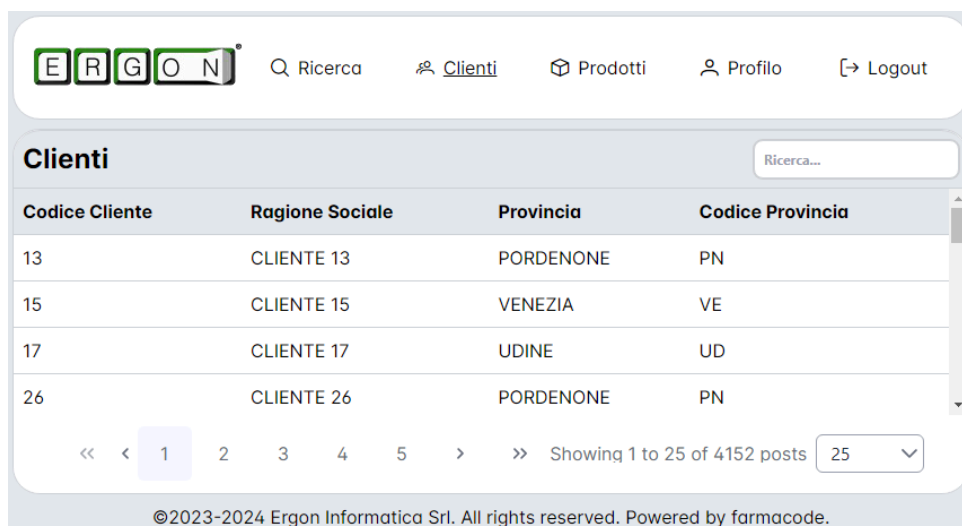 ERGON Ricerca Clienti Prodotti Profilo Logout
Clienti Ricerca...
Codice Cliente Ragione Sociale Provincia Codice Provincia
13 CLIENTE 13 PORDENONE PN
15 CLIENTE 15 VENEZIA VE
17 CLIENTE 17 UDINE UD
26 CLIENTE 26 PORDENONE PN
<< < 1 2 3 4 5 > >> Showing 1 to 25 of 4152 posts 25
©2023-2024 Ergon Informatica Srl. All rights reserved. Powered by farmacode.